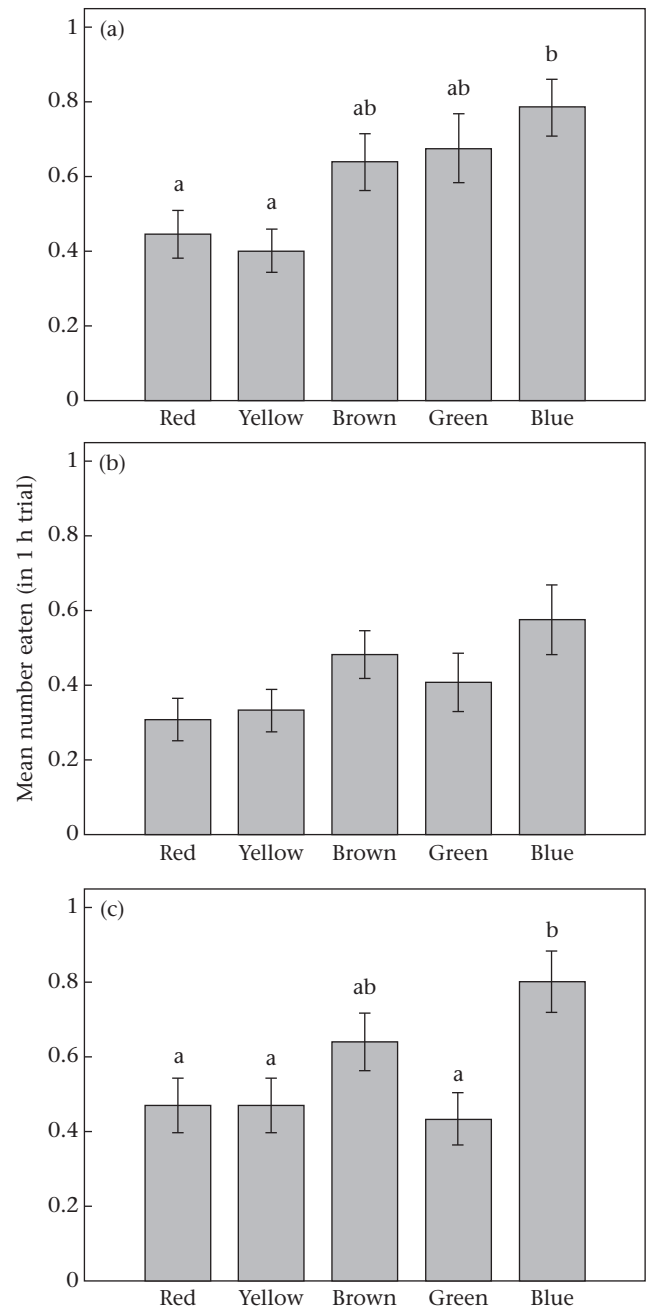 (a)
1
0.8
0.6
0.4
0.2
0
a
a
ab
ab
b
Red Yellow Brown Green Blue
Mean number eaten (in 1 h trial)
(b)
1
0.8
0.6
0.4
0.2
0
Red Yellow Brown Green Blue
(c)
1
0.8
0.6
0.4
0.2
0
a
a
ab
a
b
Red Yellow Brown Green Blue